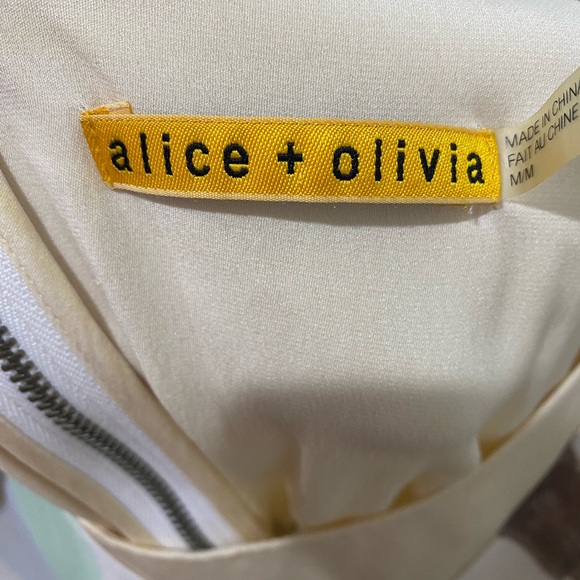 alice + olivia
MADE IN CHINA
FAIT AU CHINE
M/M